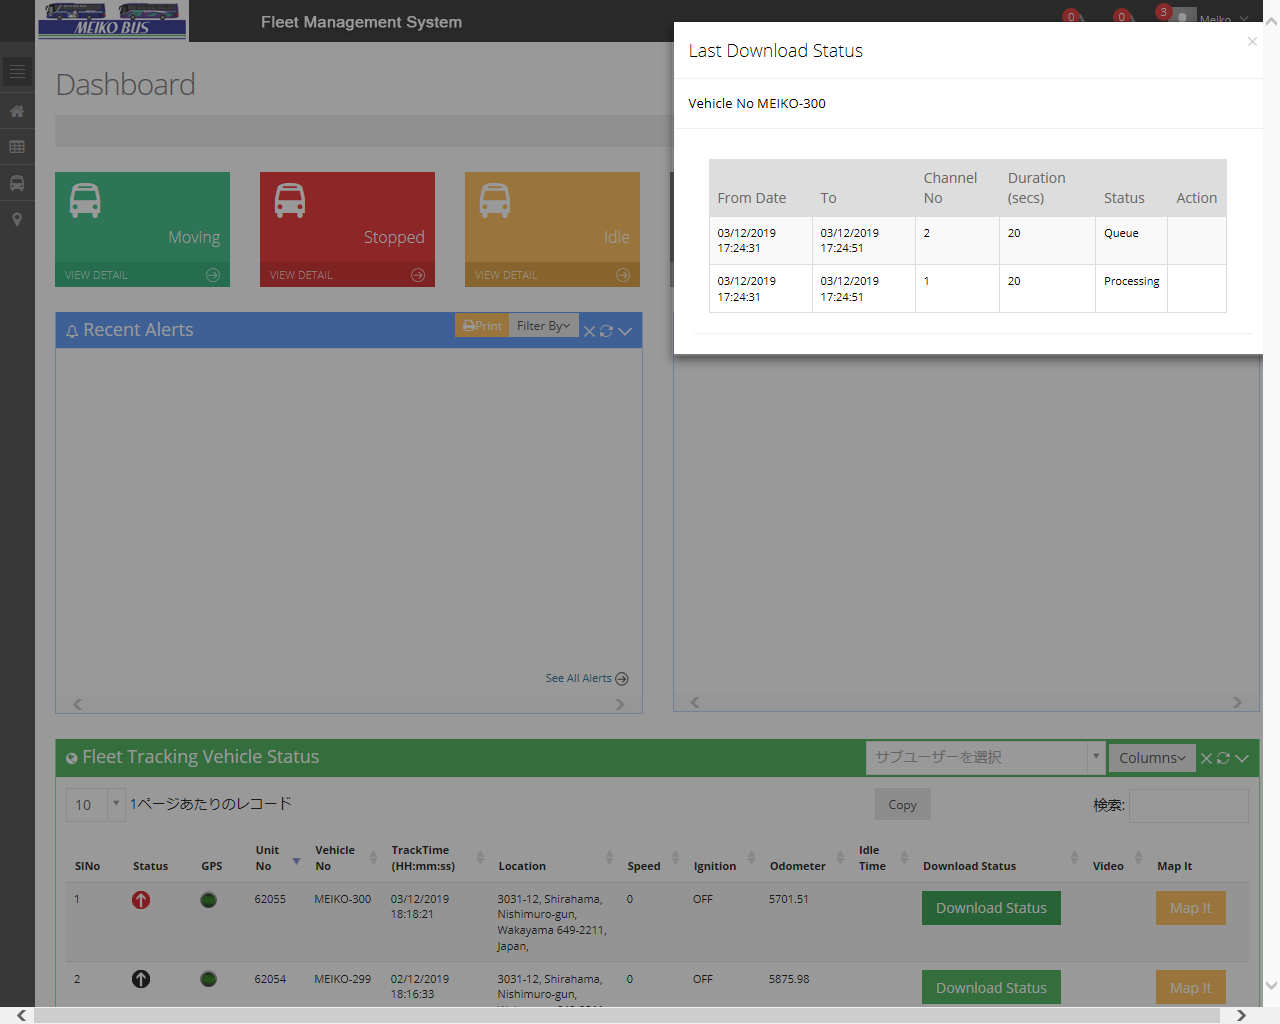 MEIKO BUS
Fleet Management System
0
0
3
Meiko
Last Download Status
×
Vehicle No MEIKO-300
From Date To Channel No Duration (secs) Status Action
03/12/2019 17:24:31 03/12/2019 17:24:51 2 20 Queue
03/12/2019 17:24:31 03/12/2019 17:24:51 1 20 Processing
Dashboard
Moving
VIEW DETAIL
Stopped
VIEW DETAIL
Idle
VIEW DETAIL
Recent Alerts
Print
Filter By
See All Alerts
Fleet Tracking Vehicle Status
サブユーザーを選択
Columns
10
1ページあたりのレコード
Copy
検索:
SlNo Status GPS Unit No Vehicle No TrackTime (HH:mm:ss) Location Speed Ignition Odometer Idle Time Download Status Video Map It
1 62055 MEIKO-300 03/12/2019 18:18:21 3031-12, Shirahama, Nishimuro-gun, Wakayama 649-2211, Japan, 0 OFF 5701.51 Download Status Map It
2 62054 MEIKO-299 02/12/2019 18:16:33 3031-12, Shirahama, Nishimuro-gun, 0 OFF 5875.98 Download Status Map It